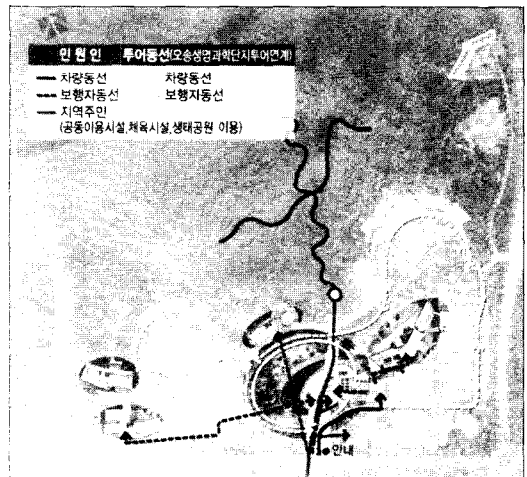 민원인 투어동선(오송생명과학단지투어연계)
차량동선 차량동선
보행자동선 보행자동선
지역주민
(공동이용시설,체육시설,생태공원 이용)
안내